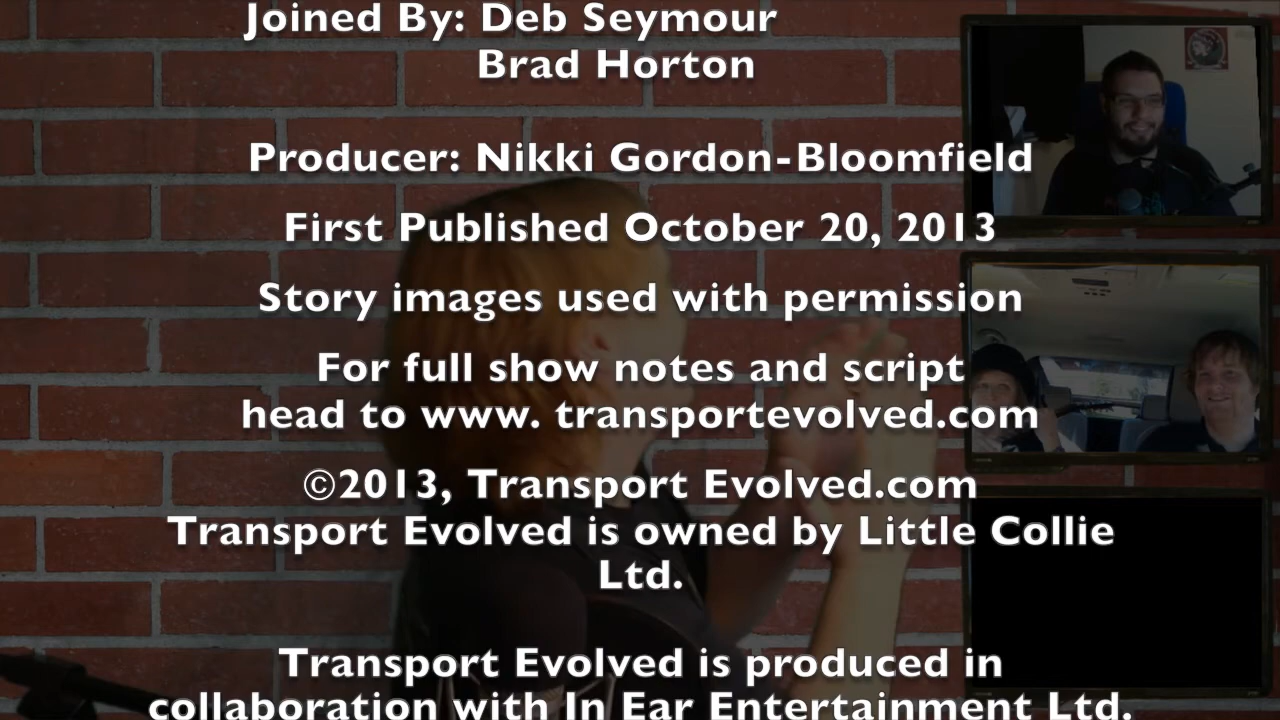 Joined By: Deb Seymour
Brad Horton
Producer: Nikki Gordon-Bloomfield
First Published October 20, 2013
Story images used with permission
For full show notes and script
head to www. transportevolved.com
©2013, Transport Evolved.com
Transport Evolved is owned by Little Collie
Ltd.
Transport Evolved is produced in
collaboration with In Ear Entertainment Ltd.